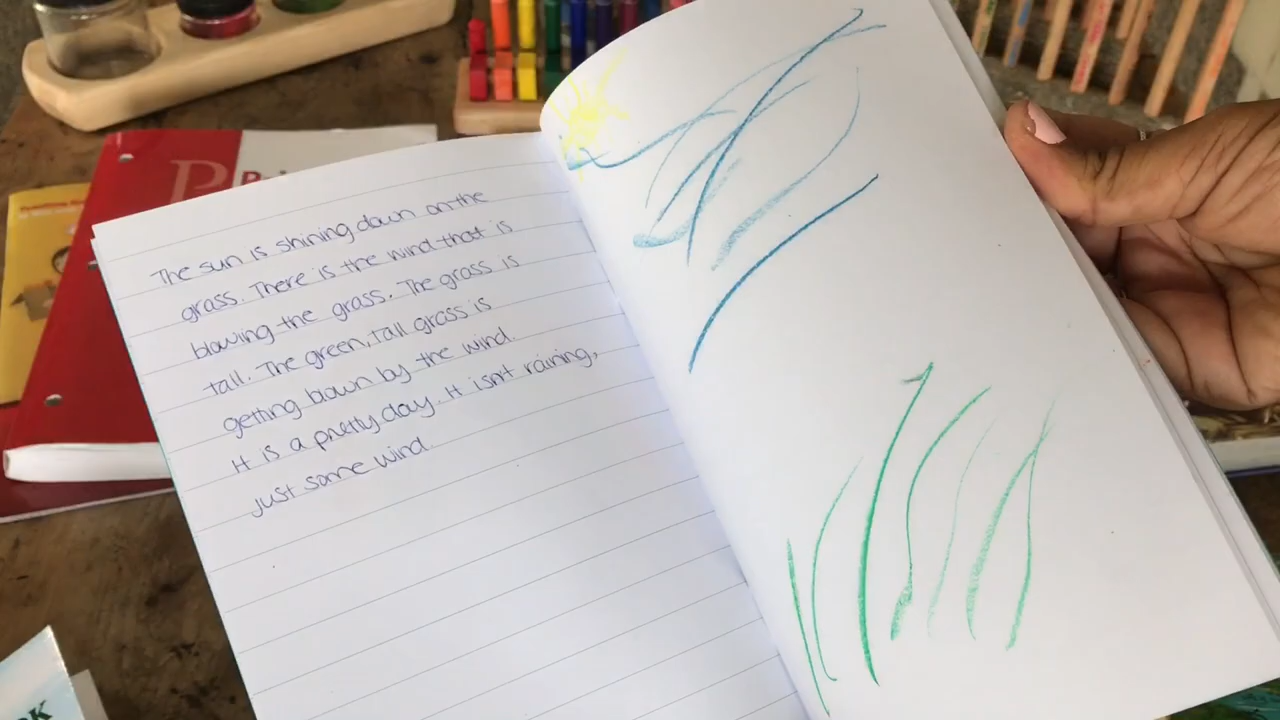 The sun is shining down on the
grass. There is the wind that is
blowing the grass. The grass is
tall. The green, tall grass is
getting blown by the wind.
It is a pretty day. It isn't raining,
just some wind.